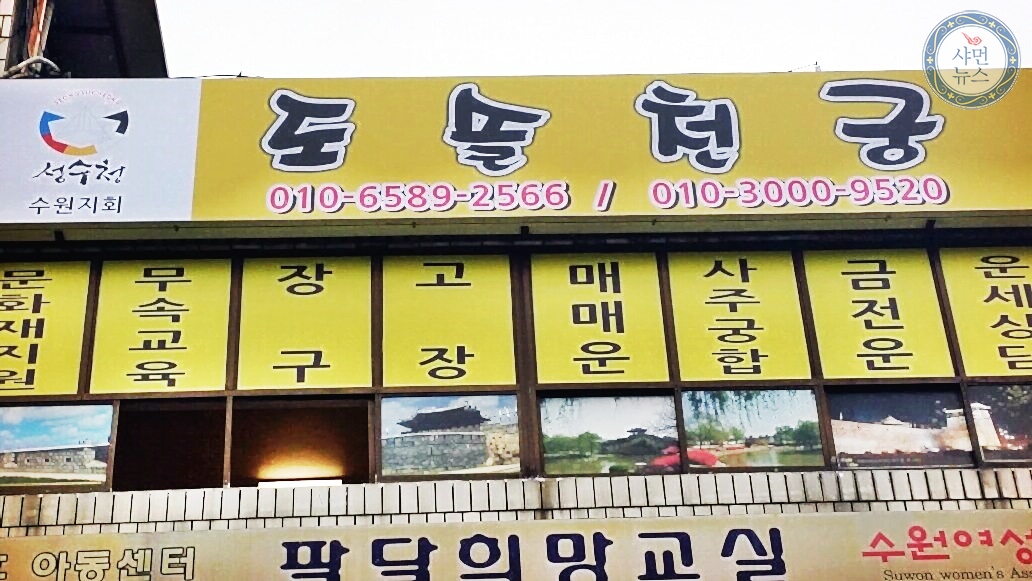 샤먼
뉴스
도뜰천궁
성수청
수원지회
010-6589-2566 / 010-3000-9520
문화재지원
무속교육
장구
고장
매매운
사주궁합
금전운
운세상담
아동센터
팔달희망교실
수원여성
Suwon women's Ass